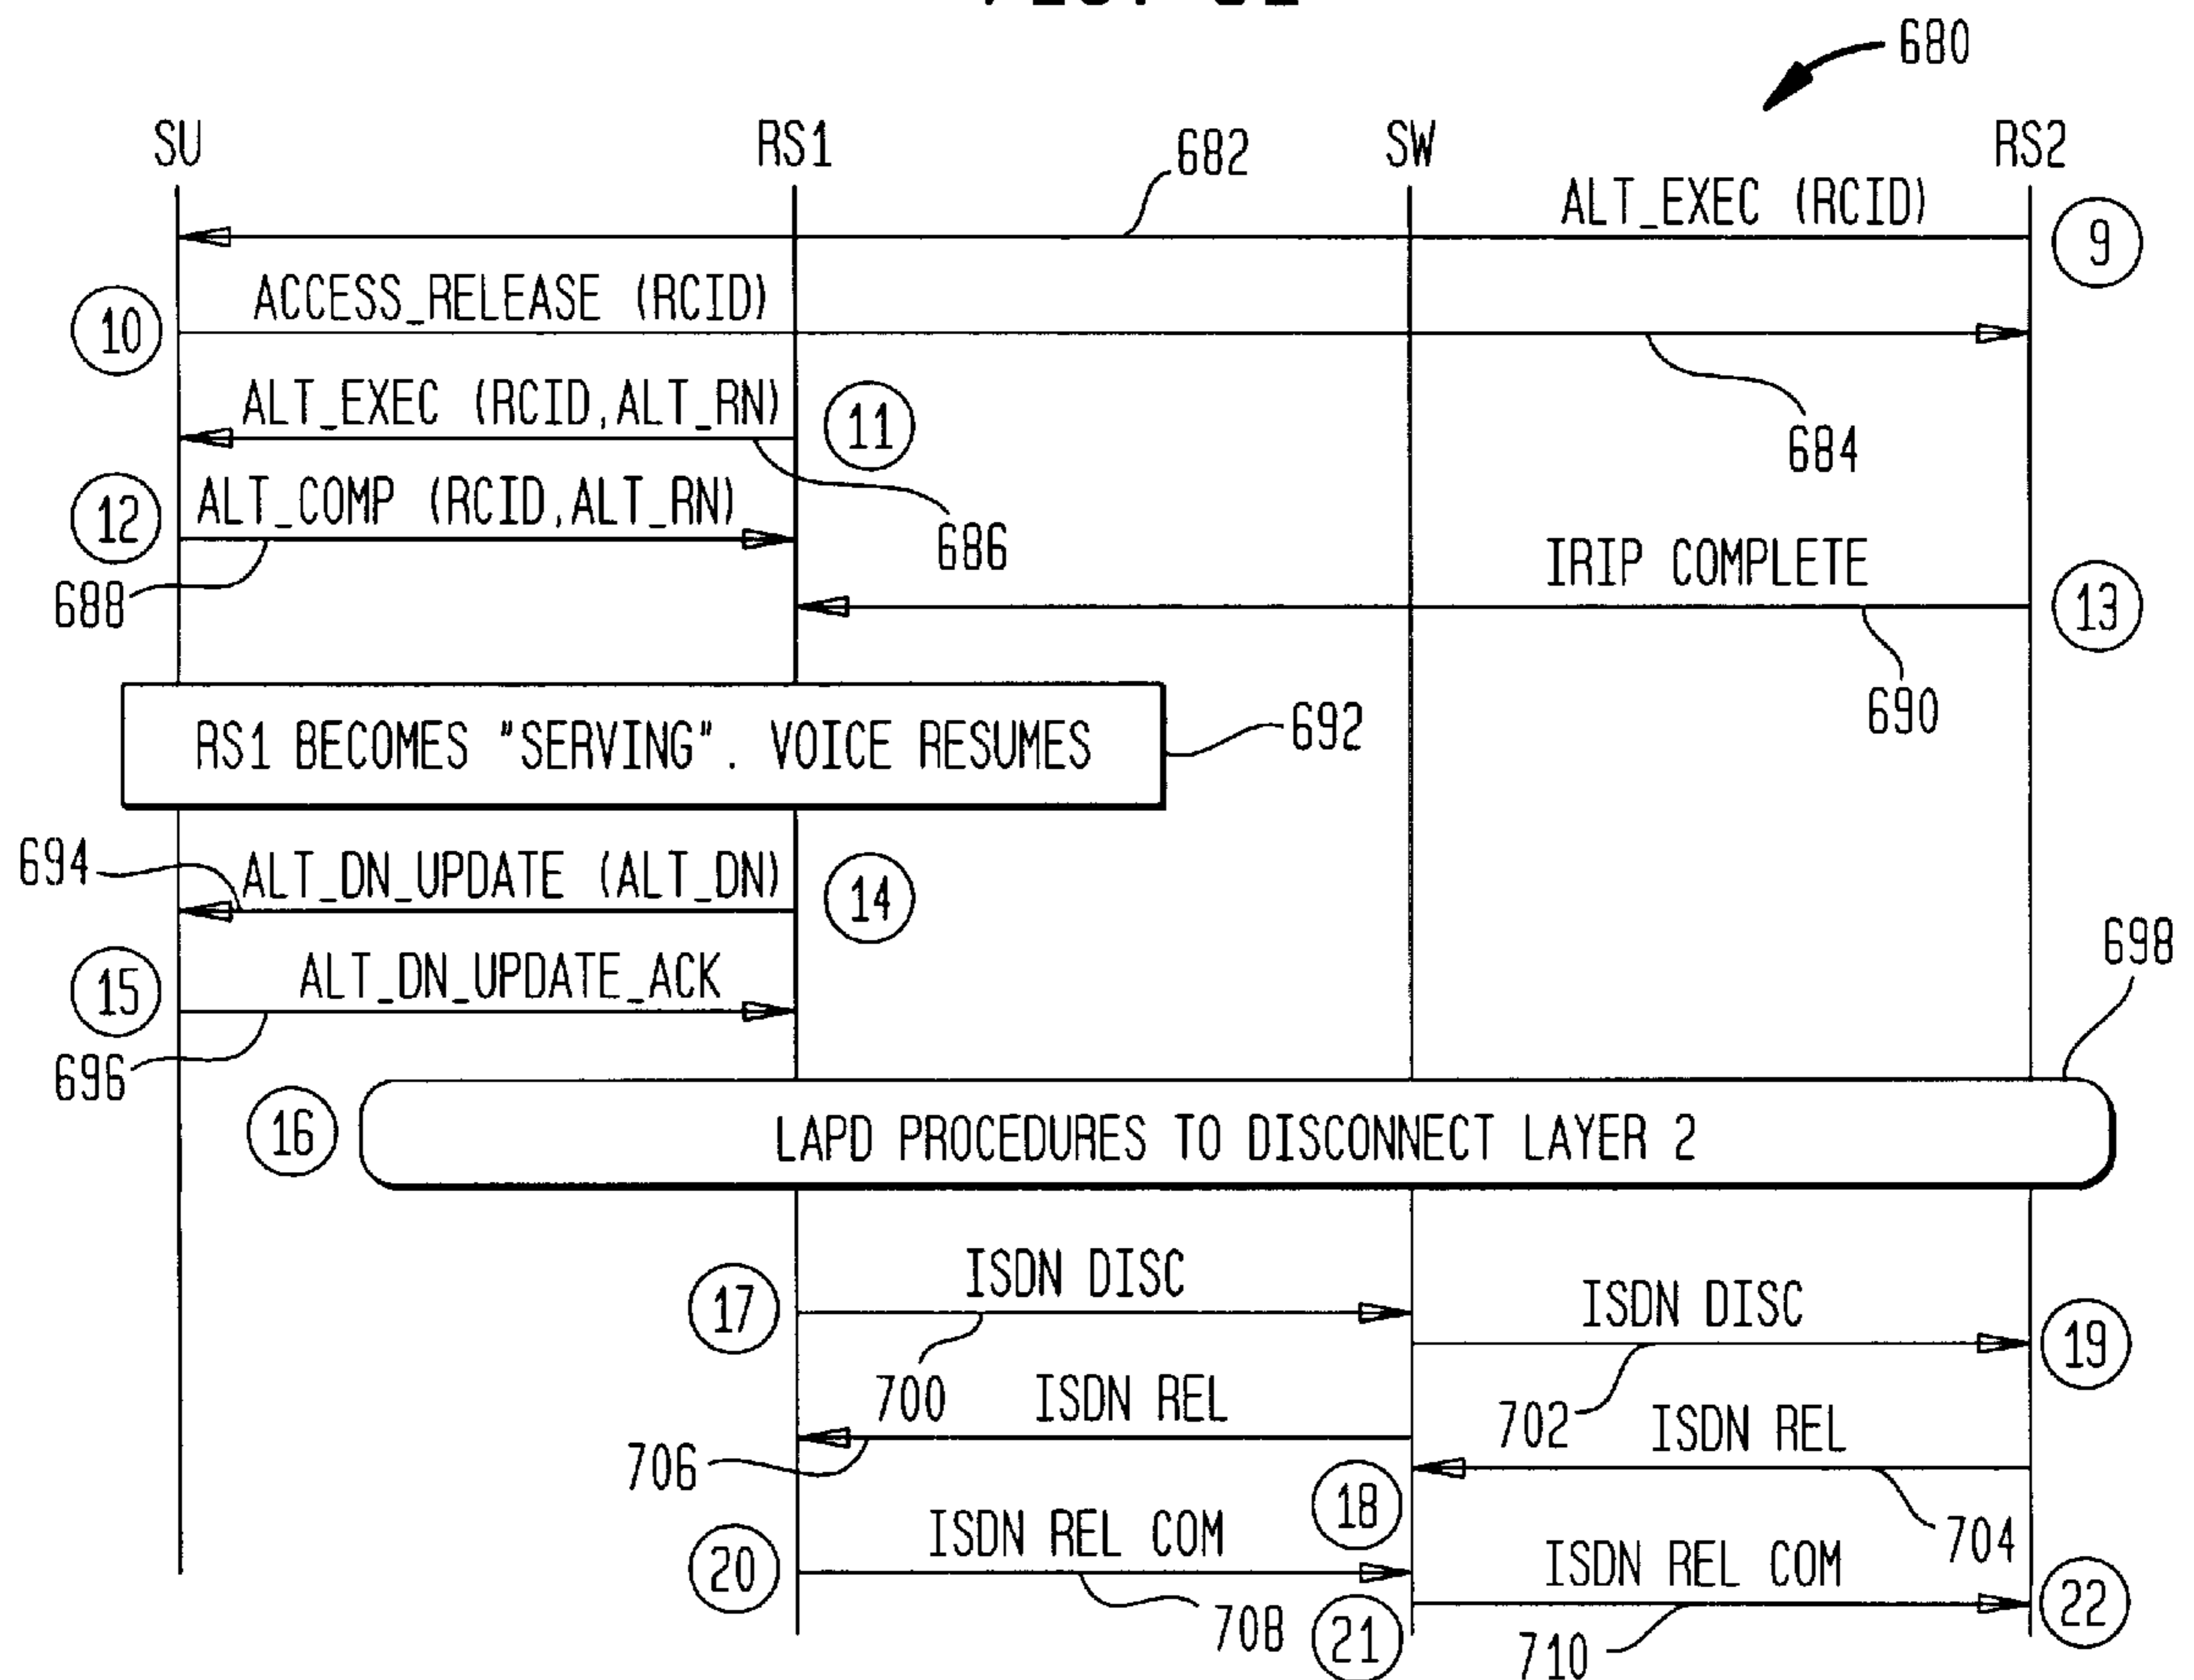 680
SU
RS1
SW
RS2
682
ALT_EXEC (RCID)
9
ACCESS_RELEASE (RCID)
10
684
ALT_EXEC (RCID,ALT_RN)
11
686
12
ALT_COMP (RCID,ALT_RN)
688
IRIP COMPLETE
13
690
RS1 BECOMES "SERVING". VOICE RESUMES
692
694
ALT_DN_UPDATE (ALT_DN)
14
15
ALT_DN_UPDATE_ACK
696
698
16
LAPD PROCEDURES TO DISCONNECT LAYER 2
17
ISDN DISC
700
ISDN DISC
19
702
ISDN REL
706
ISDN REL
18
704
20
ISDN REL COM
708
21
ISDN REL COM
22
710